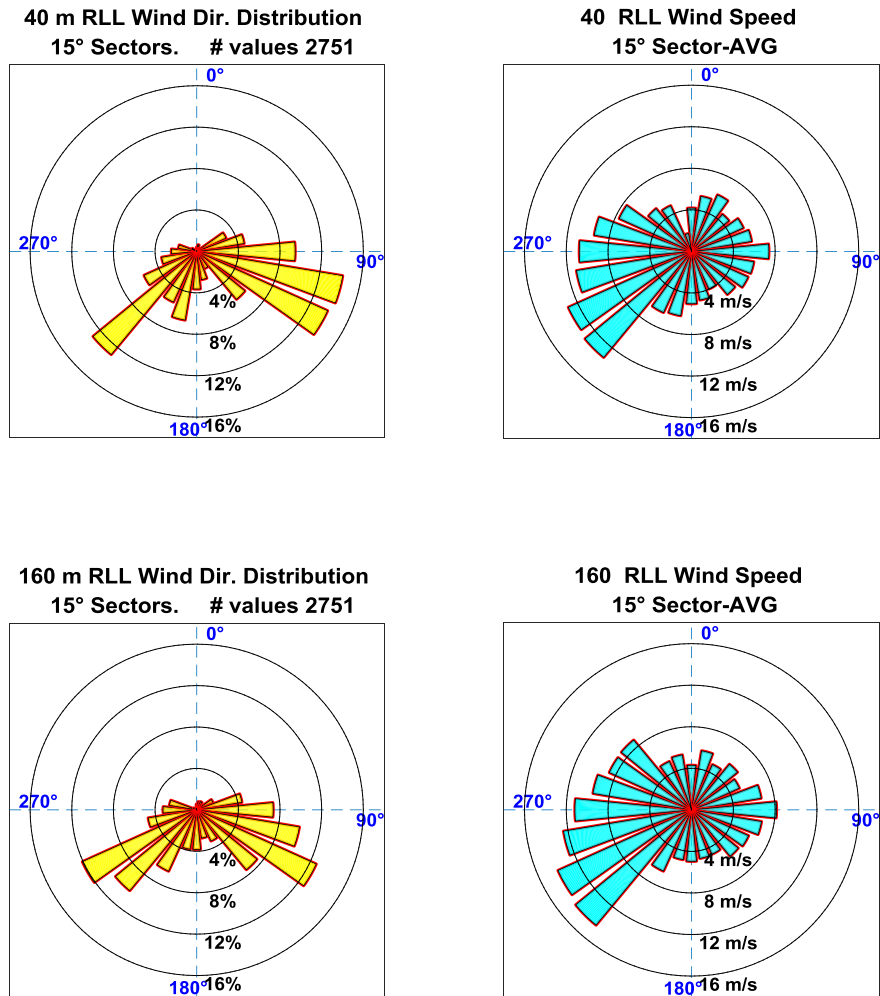 40 m RLL Wind Dir. Distribution
15° Sectors. # values 2751
0°
270°
90°
4%
8%
12%
16%
180°
40 RLL Wind Speed
15° Sector-AVG
0°
270°
90°
4 m/s
8 m/s
12 m/s
16 m/s
180°
160 m RLL Wind Dir. Distribution
15° Sectors. # values 2751
0°
270°
90°
4%
8%
12%
16%
180°
160 RLL Wind Speed
15° Sector-AVG
0°
270°
90°
4 m/s
8 m/s
12 m/s
16 m/s
180°